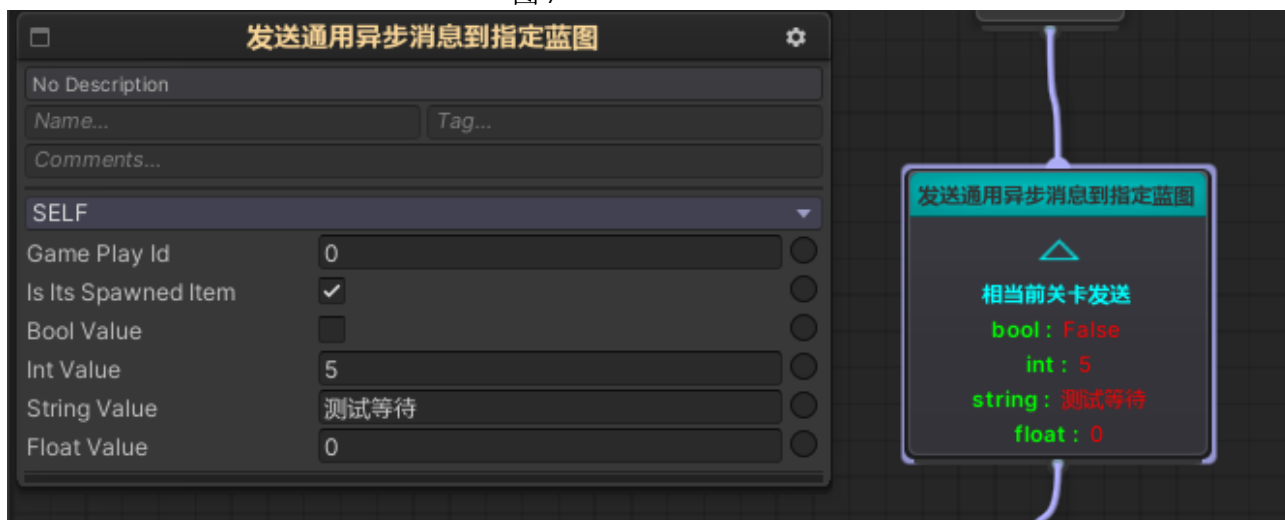 发送通用异步消息到指定蓝图
No Description
Name...
Tag...
Comments...
SELF
Game Play Id
0
Is Its Spawned Item
Bool Value
Int Value
5
String Value
测试等待
Float Value
0
发送通用异步消息到指定蓝图
相当前关卡发送
bool : False
int : 5
string : 测试等待
float : 0